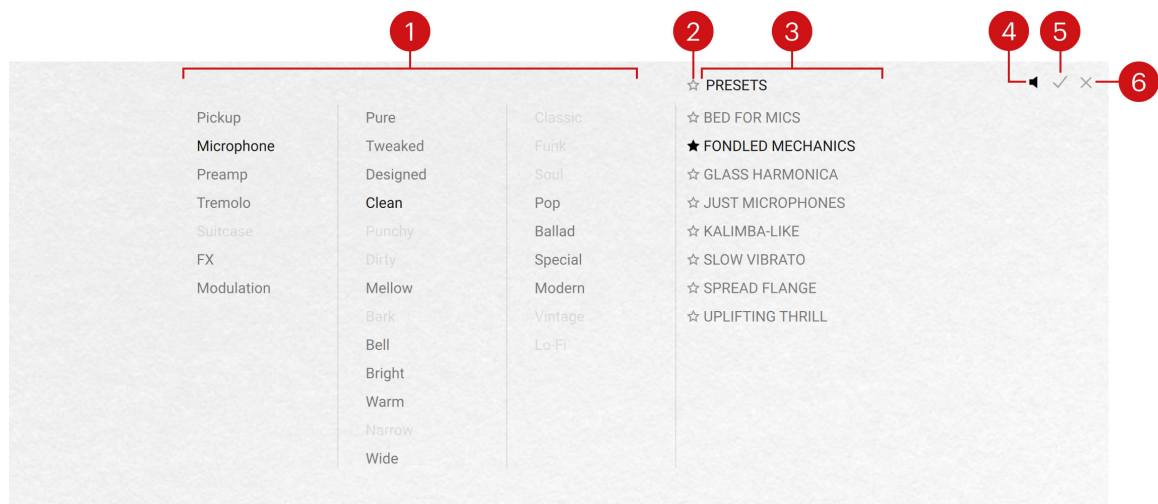 1
2
3
4
5
6
PRESETS
Pickup
Microphone
Preamp
Tremolo
Suitcase
FX
Modulation
Pure
Tweaked
Designed
Clean
Punchy
Dirty
Mellow
Bark
Bell
Bright
Warm
Narrow
Wide
Classic
Funk
Soul
Pop
Ballad
Special
Modern
Vintage
Lo-Fi
BED FOR MICS
FONDLED MECHANICS
GLASS HARMONICA
JUST MICROPHONES
KALIMBA-LIKE
SLOW VIBRATO
SPREAD FLANGE
UPLIFTING THRILL